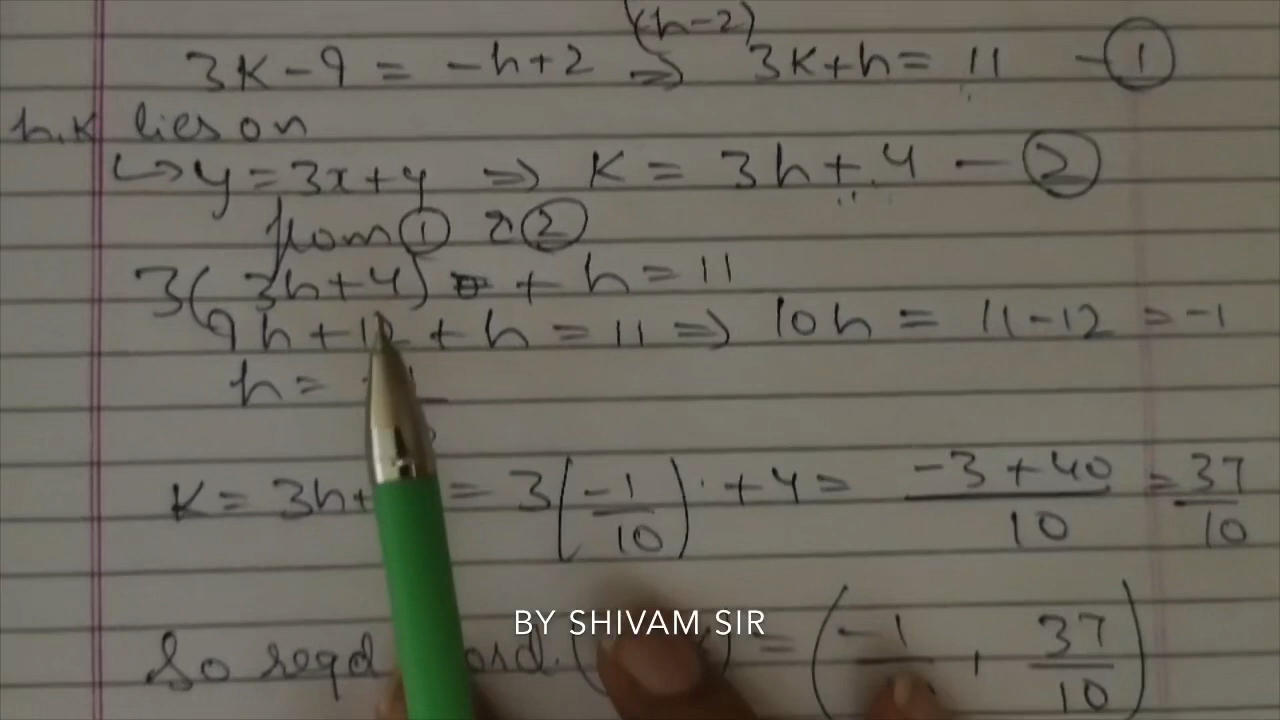 (h-2)
3K-9 = -h+2 ⇒ 3K+h = 11 - ①
h.K lies on
↳ y=3x+4 ⇒ K = 3h+4 - ②
from ① & ②
3(3h+4) + h = 11
9h+12+h = 11 ⇒ 10h = 11-12 = -1
h =
K = 3h+ = 3(-1/10) + 4 = (-3+40)/10 = 37/10
BY SHIVAM SIR
So reqd ord. ( ) = (-1/ , 37/10)